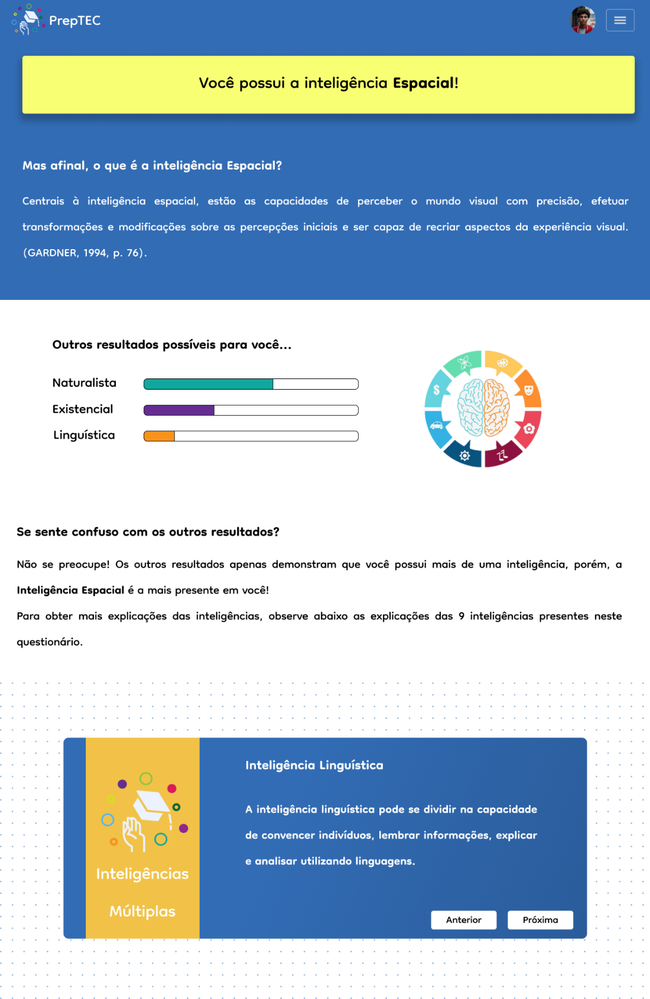 PrepTEC
Você possui a inteligência Espacial!
Mas afinal, o que é a inteligência Espacial?
Centrais à inteligência espacial, estão as capacidades de perceber o mundo visual com precisão, efetuar
transformações e modificações sobre as percepções iniciais e ser capaz de recriar aspectos da experiência visual.
(GARDNER, 1994, p. 76).
Outros resultados possíveis para você...
Naturalista
Existencial
Linguística
$
Se sente confuso com os outros resultados?
Não se preocupe! Os outros resultados apenas demonstram que você possui mais de uma inteligência, porém, a
Inteligência Espacial é a mais presente em você!
Para obter mais explicações das inteligências, observe abaixo as explicações das 9 inteligências presentes neste
questionário.
Inteligências
Múltiplas
Inteligência Linguística
A inteligência linguística pode se dividir na capacidade
de convencer indivíduos, lembrar informações, explicar
e analisar utilizando linguagens.
Anterior
Próxima